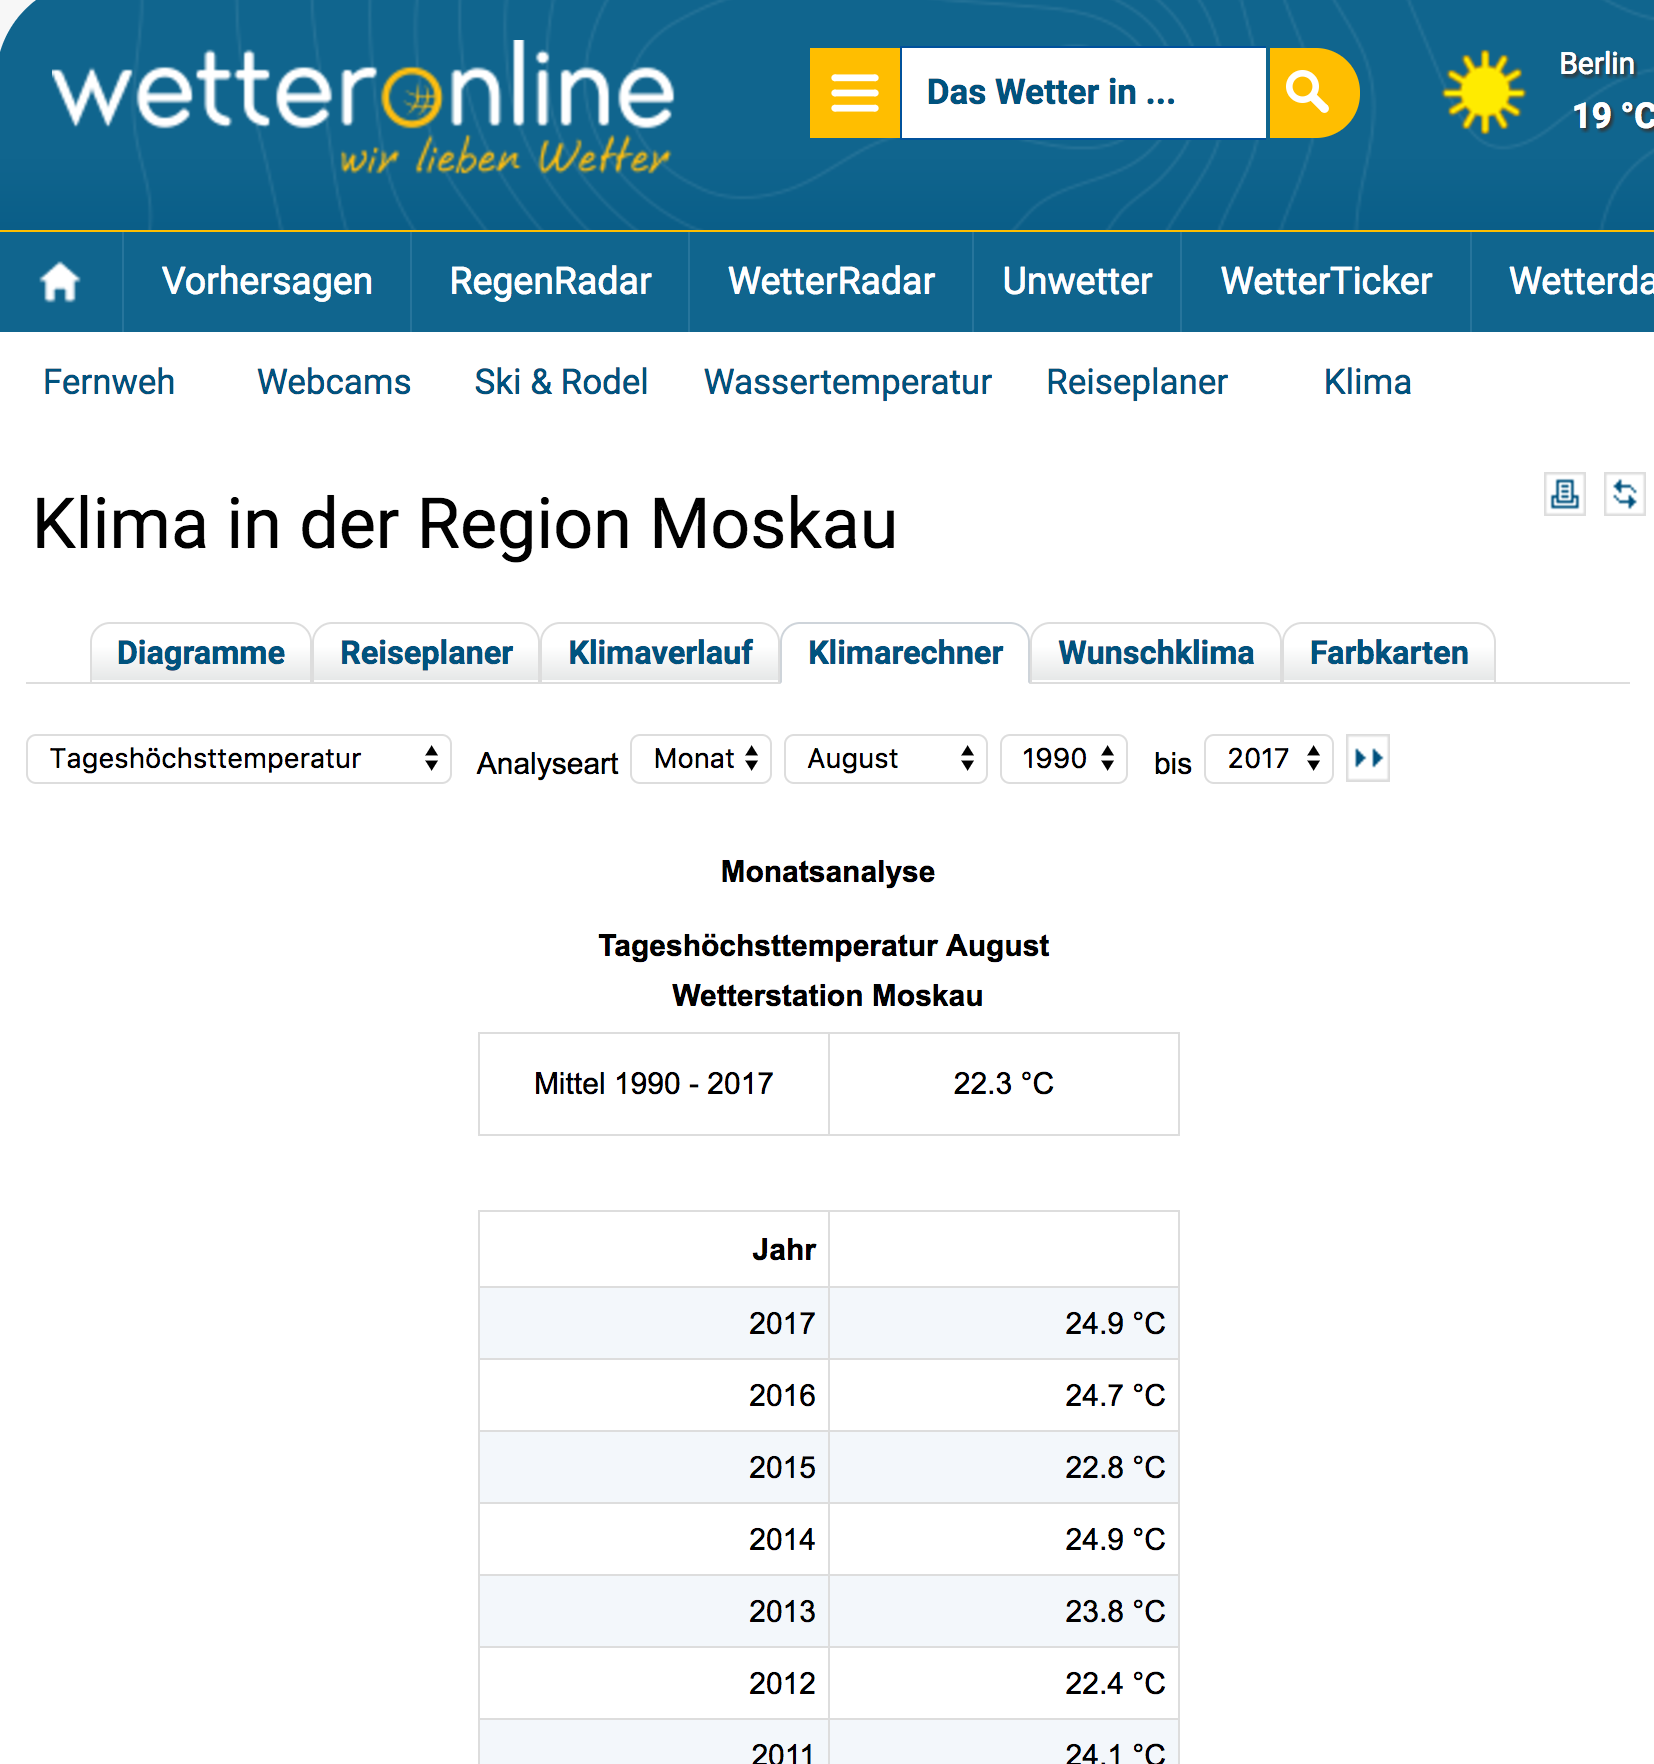 wetteronline
wir lieben Wetter
Das Wetter in ...
Berlin
19 °C
Vorhersagen RegenRadar WetterRadar Unwetter WetterTicker Wetterda
Fernweh Webcams Ski & Rodel Wassertemperatur Reiseplaner Klima
Klima in der Region Moskau
Diagramme Reiseplaner Klimaverlauf Klimarechner Wunschklima Farbkarten
Tageshöchsttemperatur Analyseart Monat August 1990 bis 2017
Monatsanalyse
Tageshöchsttemperatur August
Wetterstation Moskau
Mittel 1990 - 2017 22.3 °C
Jahr
2017 24.9 °C
2016 24.7 °C
2015 22.8 °C
2014 24.9 °C
2013 23.8 °C
2012 22.4 °C
2011 24.1 °C